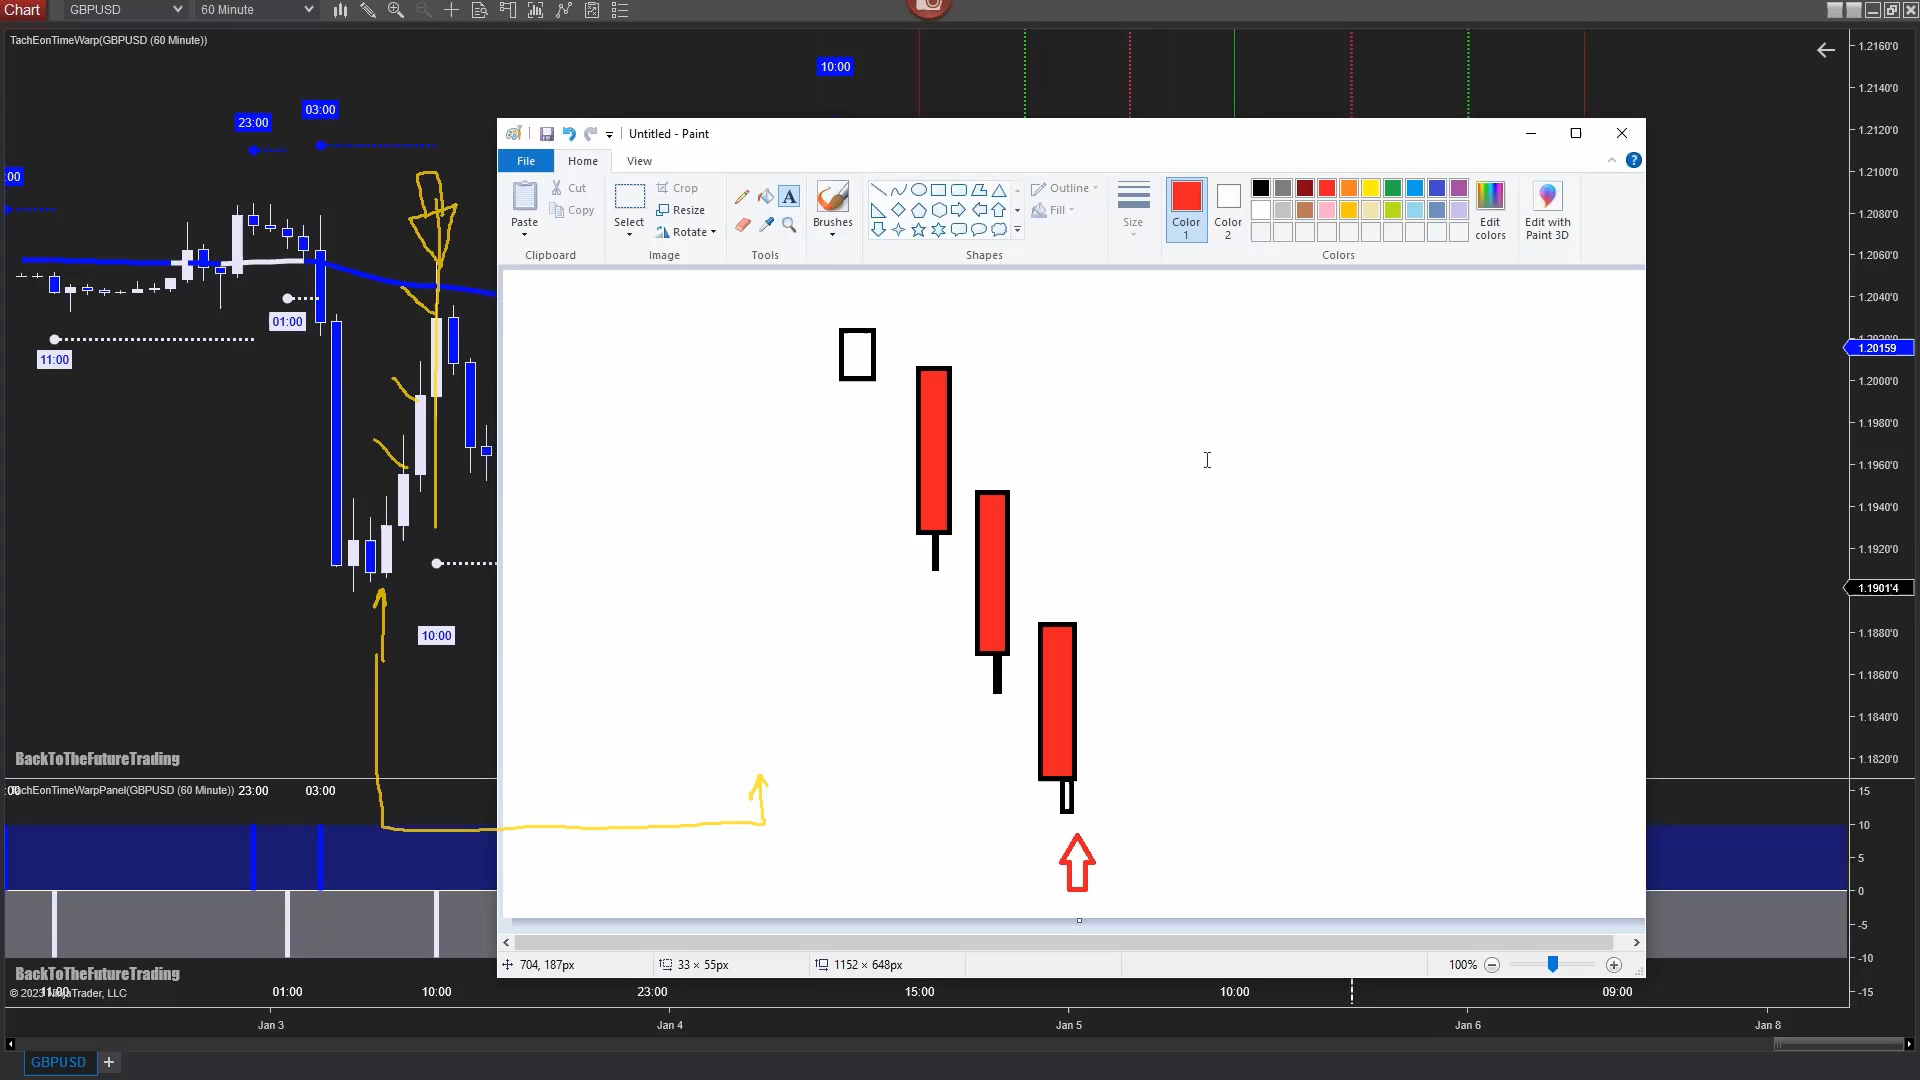 Chart GBPUSD 60 Minute
TachEonTimeWarp(GBPUSD (60 Minute))
10:00
03:00
23:00
:00
01:00
11:00
10:00
BackToTheFutureTrading
Untitled - Paint
File Home View
Paste
Cut
Copy
Clipboard
Select
Crop
Resize
Rotate
Image
A
Tools
Brushes
Shapes
Outline
Fill
Size
Color 1
Color 2
Edit colors
Edit with Paint 3D
Colors
704, 187px 33 × 55px 1152 × 648px 100%
1.2160'0
1.2140'0
1.2120'0
1.2100'0
1.2080'0
1.2060'0
1.2040'0
1.20159
1.2000'0
1.1980'0
1.1960'0
1.1940'0
1.1920'0
1.1901'4
1.1880'0
1.1860'0
1.1840'0
1.1820'0
TachEonTimeWarpPanel(GBPUSD (60 Minute)) 23:00 03:00
15
10
5
0
-5
-10
-15
BackToTheFutureTrading
© 2023 NinjaTrader, LLC
11:00 01:00 10:00 23:00 15:00 10:00 09:00
Jan 3 Jan 4 Jan 5 Jan 6 Jan 8
GBPUSD +